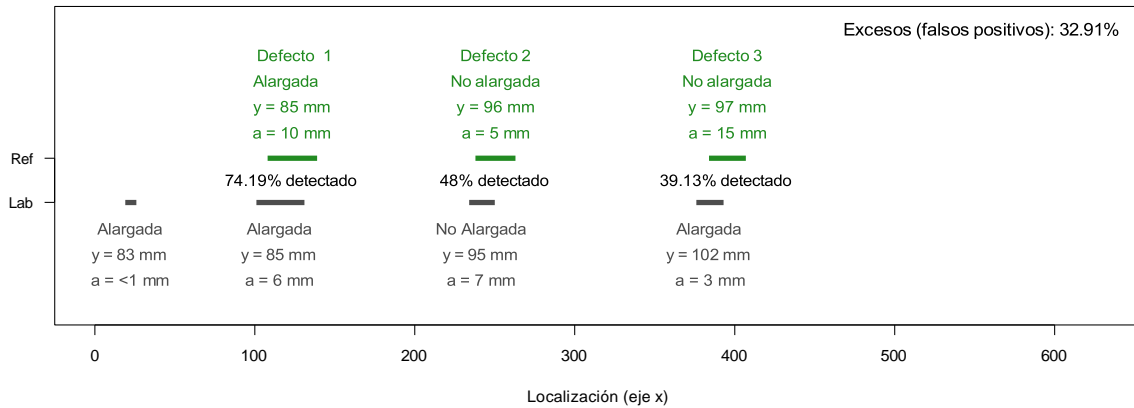 Excesos (falsos positivos): 32.91%
Defecto 1
Alargada
y = 85 mm
a = 10 mm
Defecto 2
No alargada
y = 96 mm
a = 5 mm
Defecto 3
No alargada
y = 97 mm
a = 15 mm
Ref
74.19% detectado
48% detectado
39.13% detectado
Lab
Alargada
y = 83 mm
a = <1 mm
Alargada
y = 85 mm
a = 6 mm
No Alargada
y = 95 mm
a = 7 mm
Alargada
y = 102 mm
a = 3 mm
0
100
200
300
400
500
600
Localización (eje x)